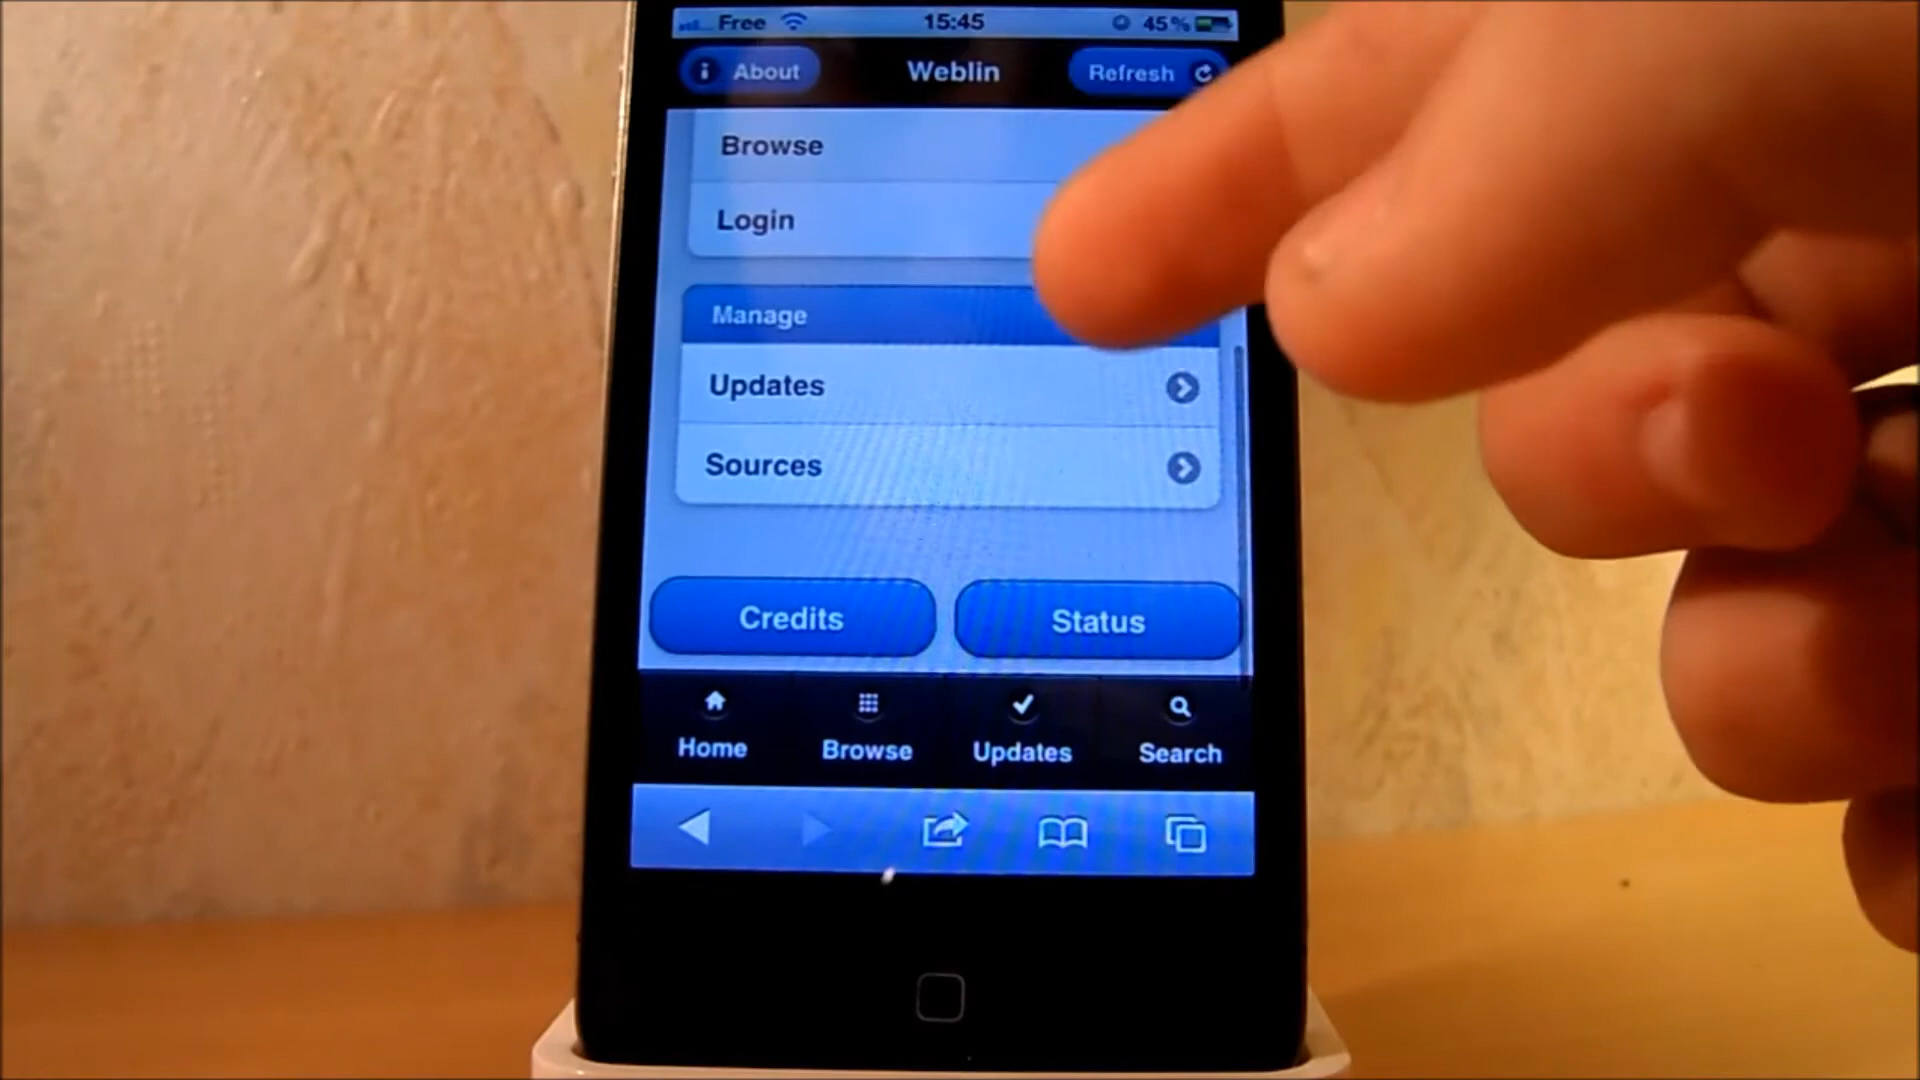 Free 15:45 45%
About Weblin Refresh
Browse
Login
Manage
Updates
Sources
Credits Status
Home Browse Updates Search